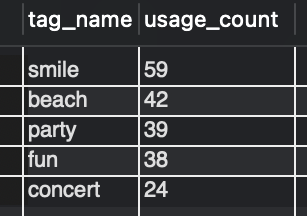 tag_name usage_count
smile 59
beach 42
party 39
fun 38
concert 24